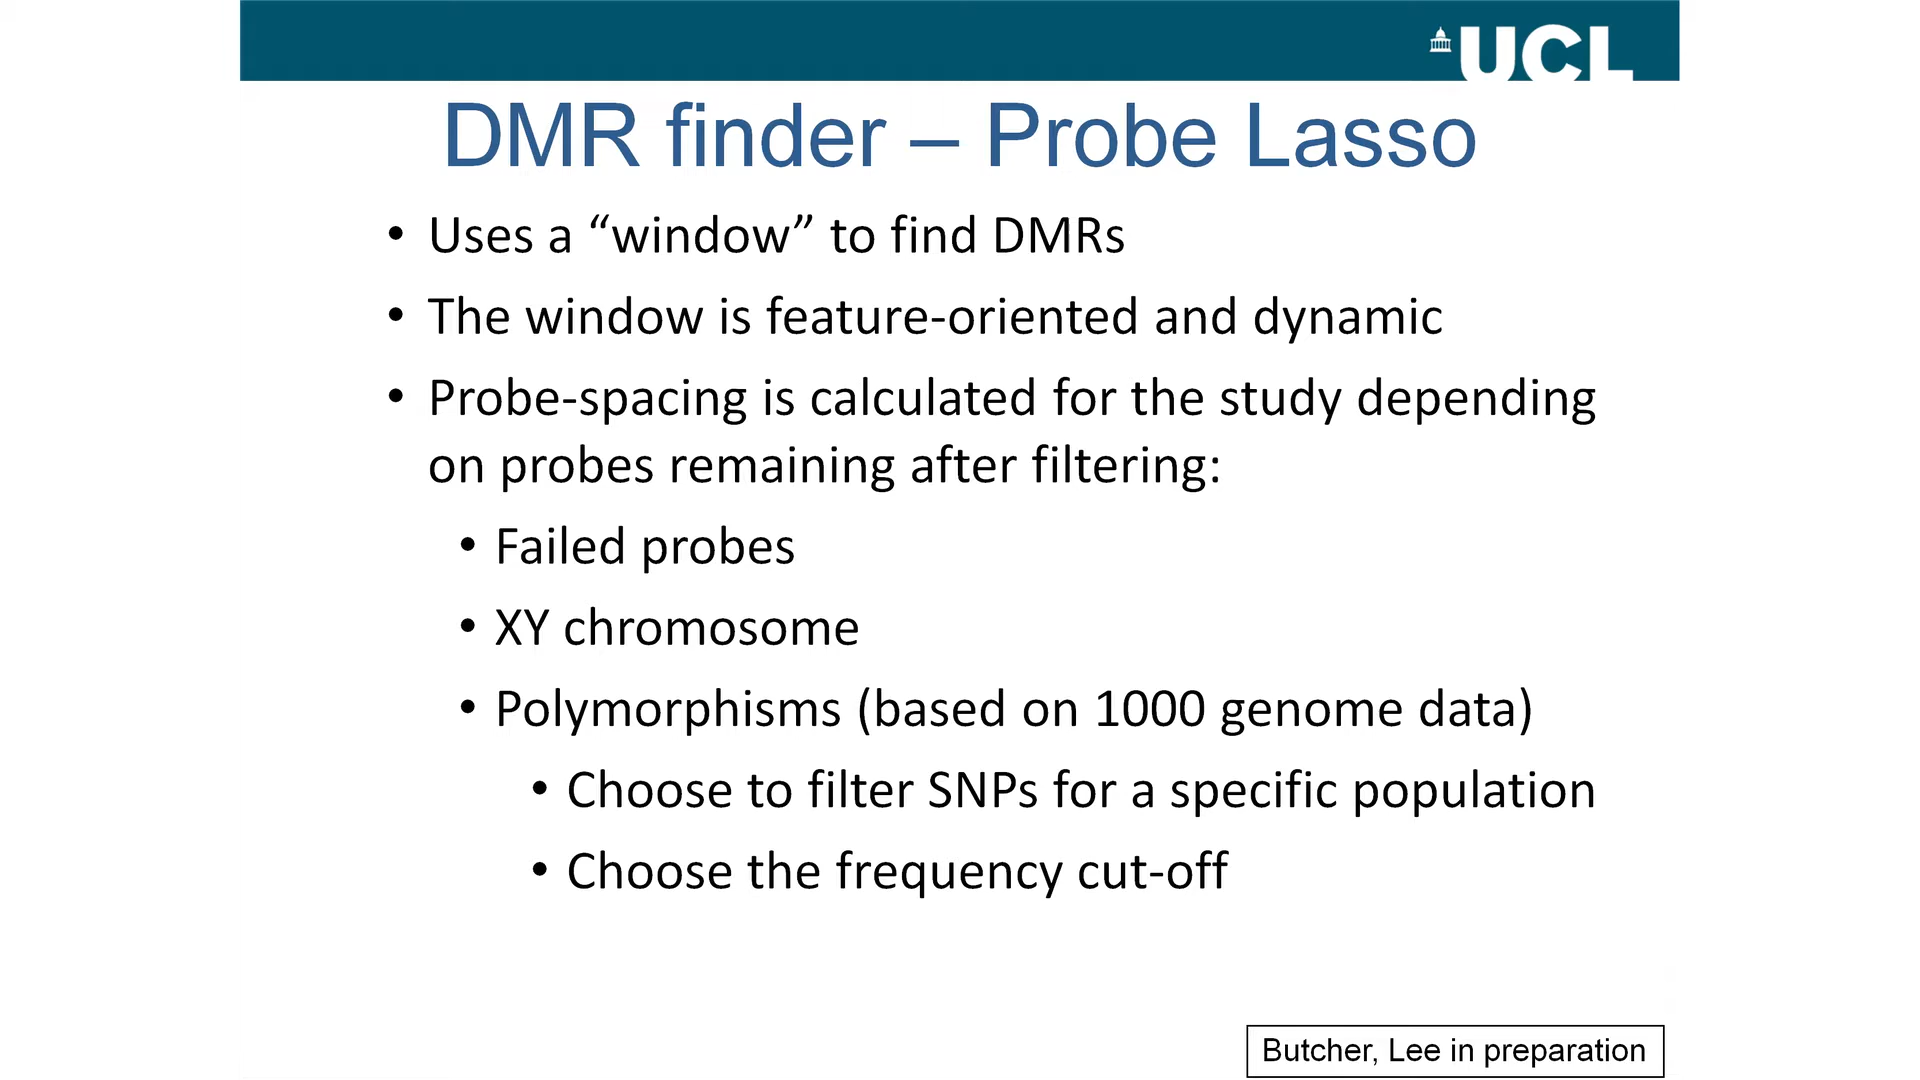 UCL
DMR finder – Probe Lasso
• Uses a “window” to find DMRs
• The window is feature-oriented and dynamic
• Probe-spacing is calculated for the study depending
on probes remaining after filtering:
• Failed probes
• XY chromosome
• Polymorphisms (based on 1000 genome data)
• Choose to filter SNPs for a specific population
• Choose the frequency cut-off
Butcher, Lee in preparation